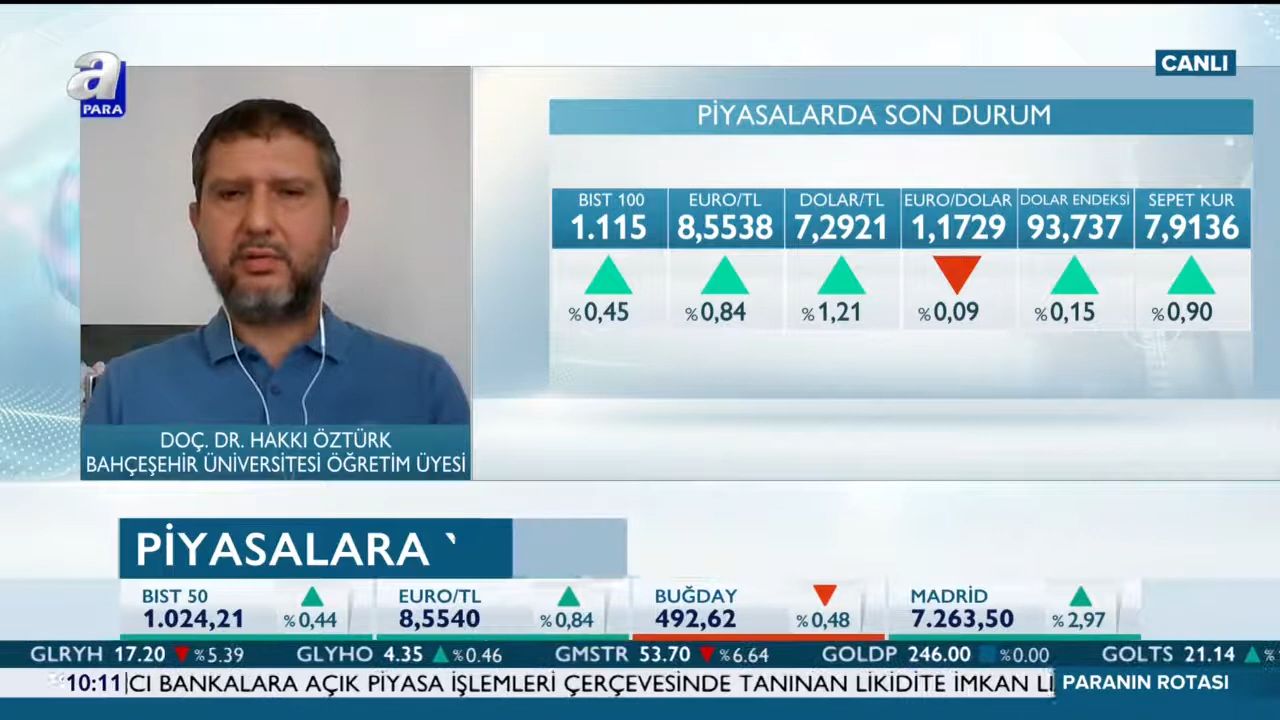 a
PARA
CANLI
PİYASALARDA SON DURUM
BIST 100 EURO/TL DOLAR/TL EURO/DOLAR DOLAR ENDEKSİ SEPET KUR
1.115 8,5538 7,2921 1,1729 93,737 7,9136
%0,45 %0,84 %1,21 %0,09 %0,15 %0,90
DOÇ. DR. HAKKI ÖZTÜRK
BAHÇEŞEHİR ÜNİVERSİTESİ ÖĞRETİM ÜYESİ
PİYASALARA
BIST 50 EURO/TL BUĞDAY MADRİD
1.024,21 %0,44 8,5540 %0,84 492,62 %0,48 7.263,50 %2,97
GLRYH 17.20 %5.39 GLYHO 4.35 %0.46 GMSTR 53.70 %6.64 GOLDP 246.00 %0.00 GOLTS 21.14
10:11 CI BANKALARA AÇIK PİYASA İŞLEMLERİ ÇERÇEVESİNDE TANINAN LİKİDİTE İMKAN PARANIN ROTASI